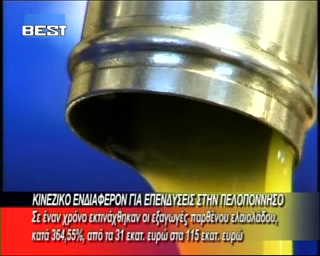 BEST
ΚΙΝΕΖΙΚΟ ΕΝΔΙΑΦΕΡΟΝ ΓΙΑ ΕΠΕΝΔΥΣΕΙΣ ΣΤΗΝ ΠΕΛΟΠΟΝΝΗΣΟ
Σε έναν χρόνο εκτινάχθηκαν οι εξαγωγές παρθένου ελαιολάδου,
κατά 364,55%, από τα 31 εκατ. ευρώ στα 115 εκατ. ευρώ